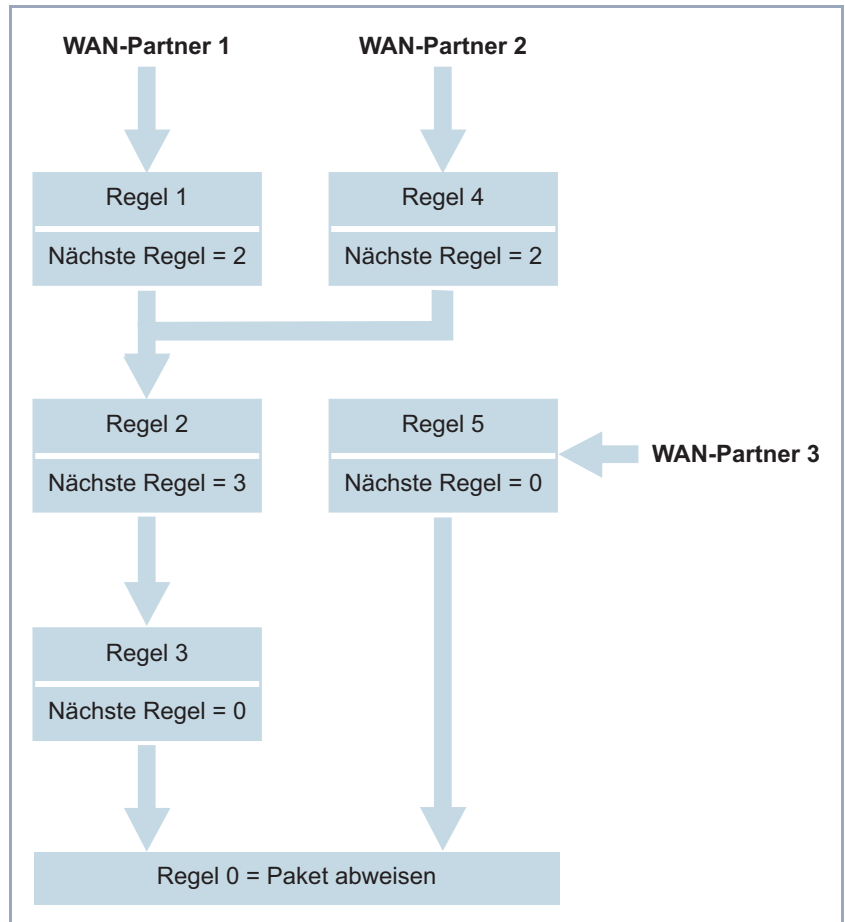 WAN-Partner 1
WAN-Partner 2
Regel 1
Nächste Regel = 2
Regel 4
Nächste Regel = 2
Regel 2
Nächste Regel = 3
Regel 5
Nächste Regel = 0
WAN-Partner 3
Regel 3
Nächste Regel = 0
Regel 0 = Paket abweisen